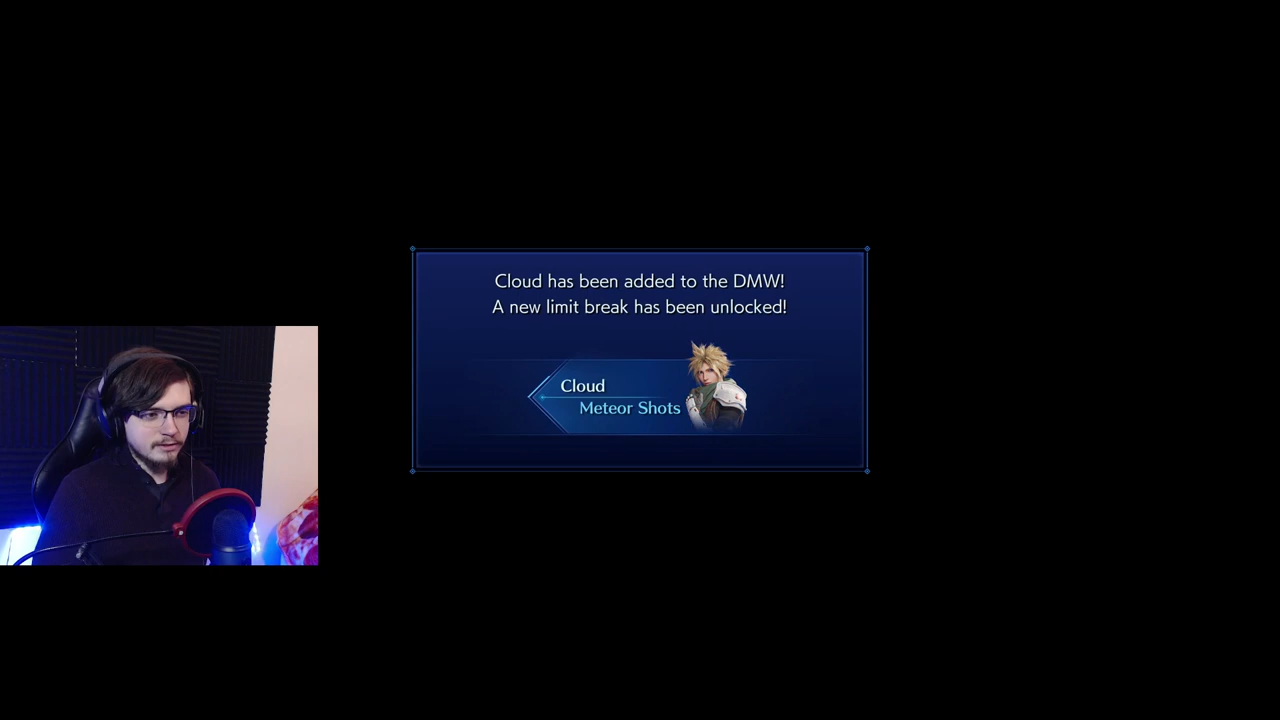 Cloud has been added to the DMW!
A new limit break has been unlocked!
Cloud
Meteor Shots